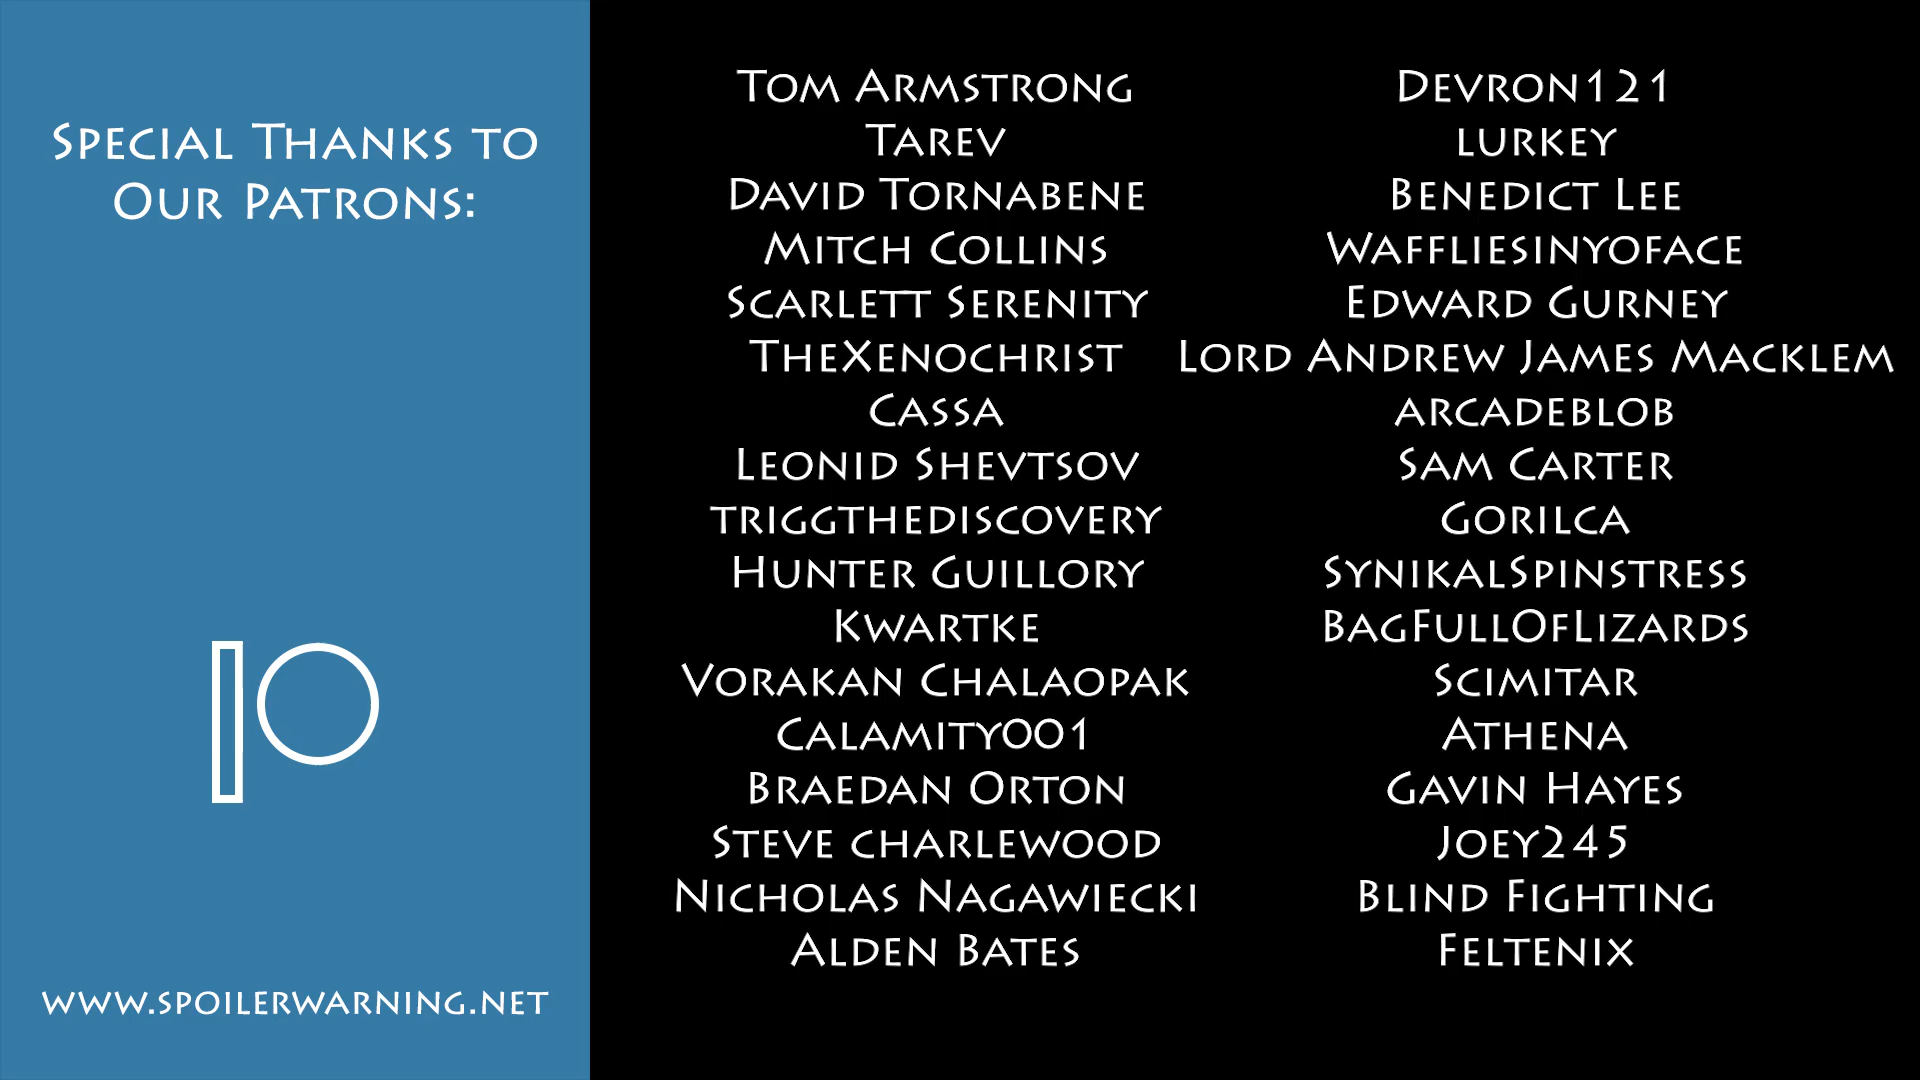 Special Thanks to
Our Patrons:
www.spoilerwarning.net
Tom Armstrong
Tarev
David Tornabene
Mitch Collins
Scarlett Serenity
TheXenochrist
Cassa
Leonid Shevtsov
triggthediscovery
Hunter Guillory
Kwartke
Vorakan Chalaopak
Calamity001
Braedan Orton
Steve charlewood
Nicholas Nagawiecki
Alden Bates
Devron121
lurkey
Benedict Lee
Waffliesinyoface
Edward Gurney
Lord Andrew James Macklem
arcadeblob
Sam Carter
Gorilca
SynikalSpinstress
BagFullOfLizards
Scimitar
Athena
Gavin Hayes
Joey245
Blind Fighting
Feltenix